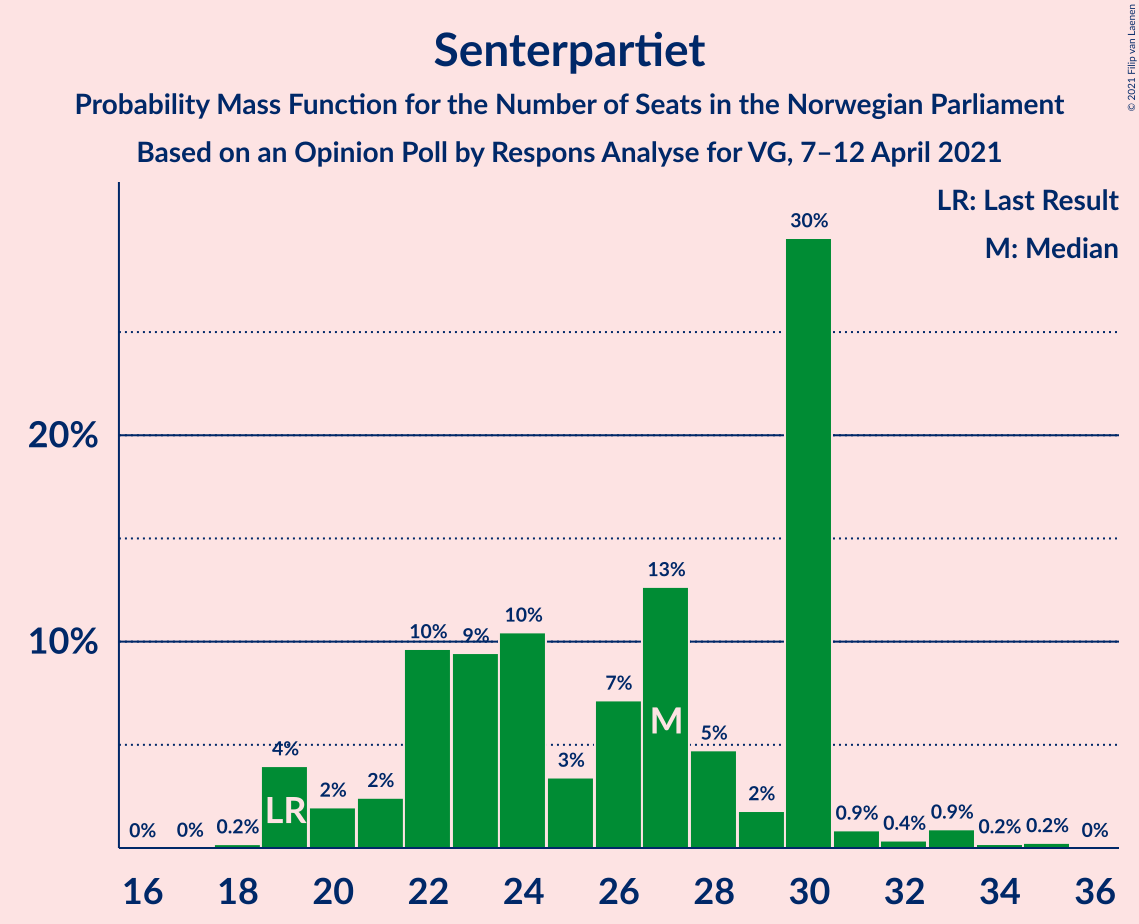 Senterpartiet
Probability Mass Function for the Number of Seats in the Norwegian Parliament
Based on an Opinion Poll by Respons Analyse for VG, 7–12 April 2021
© 2021 Filip van Laenen
LR: Last Result
M: Median
20%
10%
0%
0%
0.2%
4%
2%
2%
10%
9%
10%
3%
7%
13%
5%
2%
30%
0.9%
0.4%
0.9%
0.2%
0.2%
0%
LR
M
16 18 20 22 24 26 28 30 32 34 36